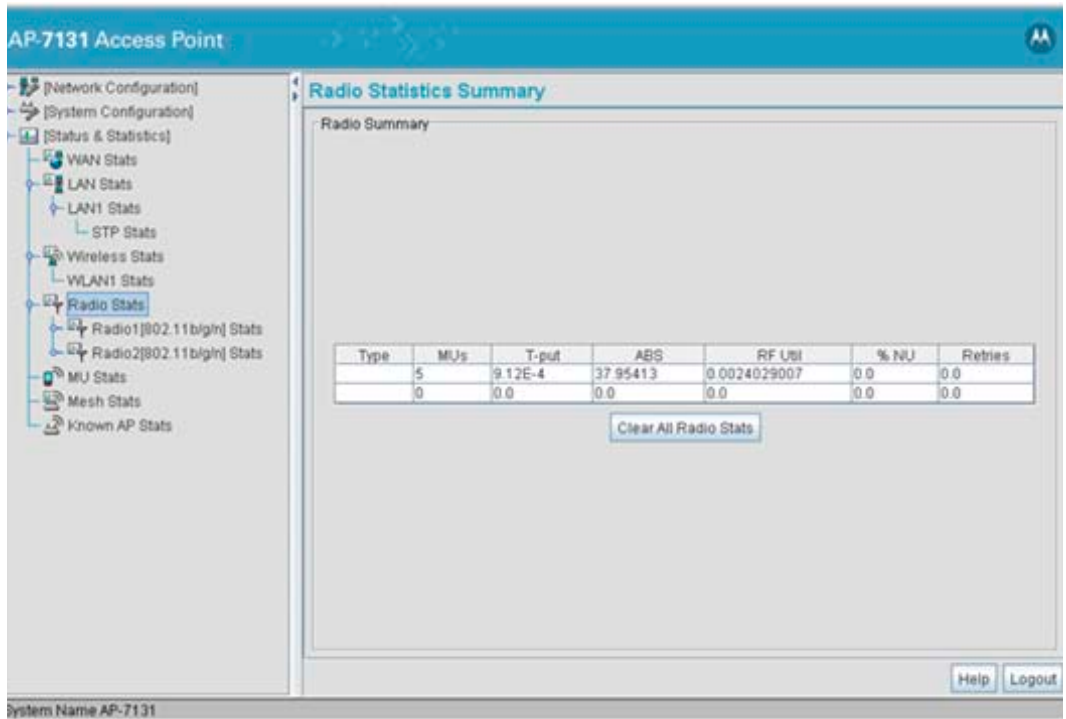 AP-7131 Access Point
[Network Configuration]
[System Configuration]
[Status & Statistics]
WAN Stats
LAN Stats
LAN1 Stats
STP Stats
Wireless Stats
WLAN1 Stats
Radio Stats
Radio1[802.11b/g/n] Stats
Radio2[802.11b/g/n] Stats
MU Stats
Mesh Stats
Known AP Stats
Radio Statistics Summary
Radio Summary
Type MUs T-put ABS RF Util % NU Retries
5 9.12E-4 37.95413 0.0024029007 0.0 0.0
0 0.0 0.0 0.0 0.0 0.0
Clear All Radio Stats
Help Logout
System Name AP-7131